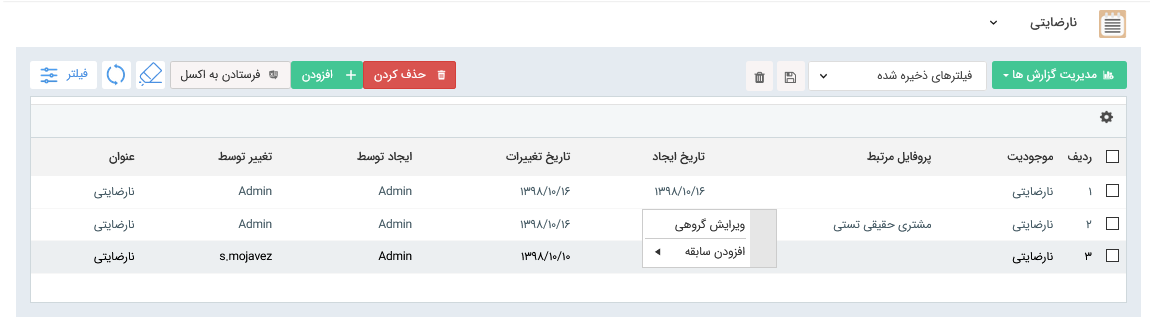 نارضایتی
مدیریت گزارش ها فیلترهای ذخیره شده حذف کردن افزودن فرستادن به اکسل فیلتر
ردیف موجودیت پروفایل مرتبط تاریخ ایجاد تاریخ تغییرات ایجاد توسط تغییر توسط عنوان
۱ نارضایتی ۱۳۹۸/۱۰/۱۶ ۱۳۹۸/۱۰/۱۶ Admin Admin نارضایتی
۲ نارضایتی مشتری حقیقی تستی ویرایش گروهی ۱۳۹۸/۱۰/۱۶ Admin Admin نارضایتی
۳ نارضایتی افزودن سابقه ۱۳۹۸/۱۰/۱۰ Admin s.mojavez نارضایتی